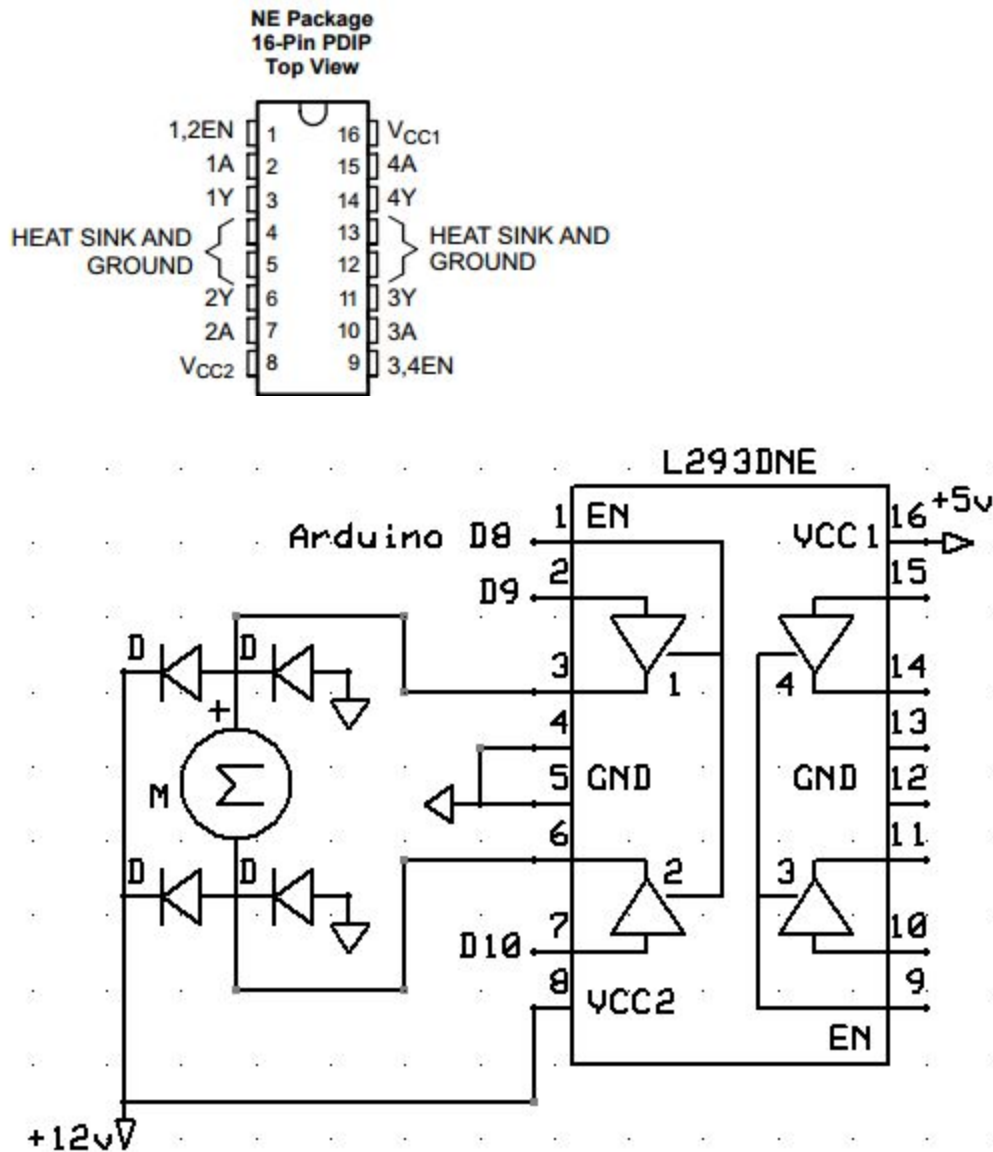 NE Package
16-Pin PDIP
Top View
1,2EN 1 16 VCC1
1A 2 15 4A
1Y 3 14 4Y
4 13
HEAT SINK AND HEAT SINK AND
GROUND GROUND
5 12
2Y 6 11 3Y
2A 7 10 3A
VCC2 8 9 3,4EN
L293DNE
1 EN 16 +5v
Arduino D8 VCC1
2 15
D9
D D 3 1 4 14
+ 4 13
M Σ 5 GND GND 12
6 11
D D 2 3
7 10
D10
8 VCC2 9
EN
+12v